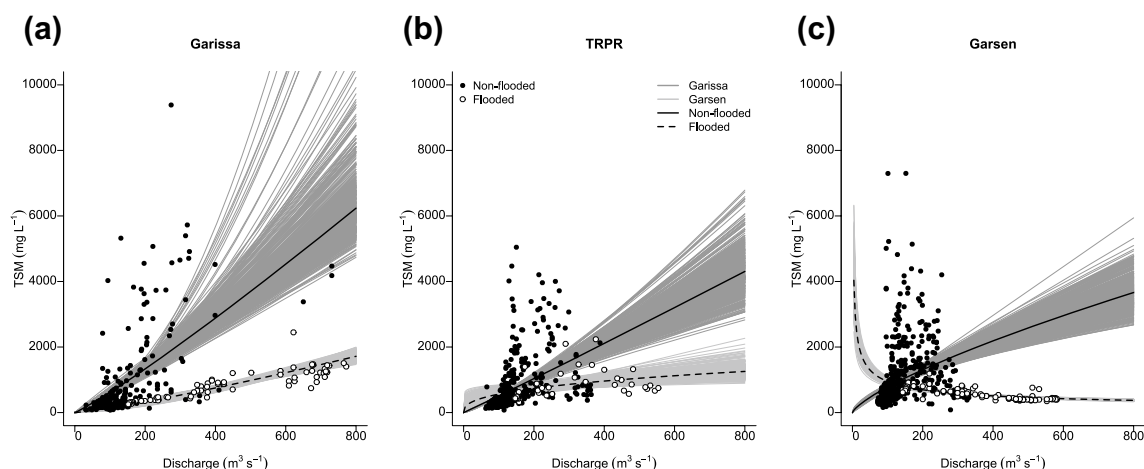 (a)
Garissa
10000
8000
6000
4000
2000
0
TSM (mg L⁻¹)
0 200 400 600 800
Discharge (m³ s⁻¹)
(b)
TRPR
Non-flooded
Flooded
Garissa
Garsen
Non-flooded
Flooded
10000
8000
6000
4000
2000
0
TSM (mg L⁻¹)
0 200 400 600 800
Discharge (m³ s⁻¹)
(c)
Garsen
10000
8000
6000
4000
2000
0
TSM (mg L⁻¹)
0 200 400 600 800
Discharge (m³ s⁻¹)